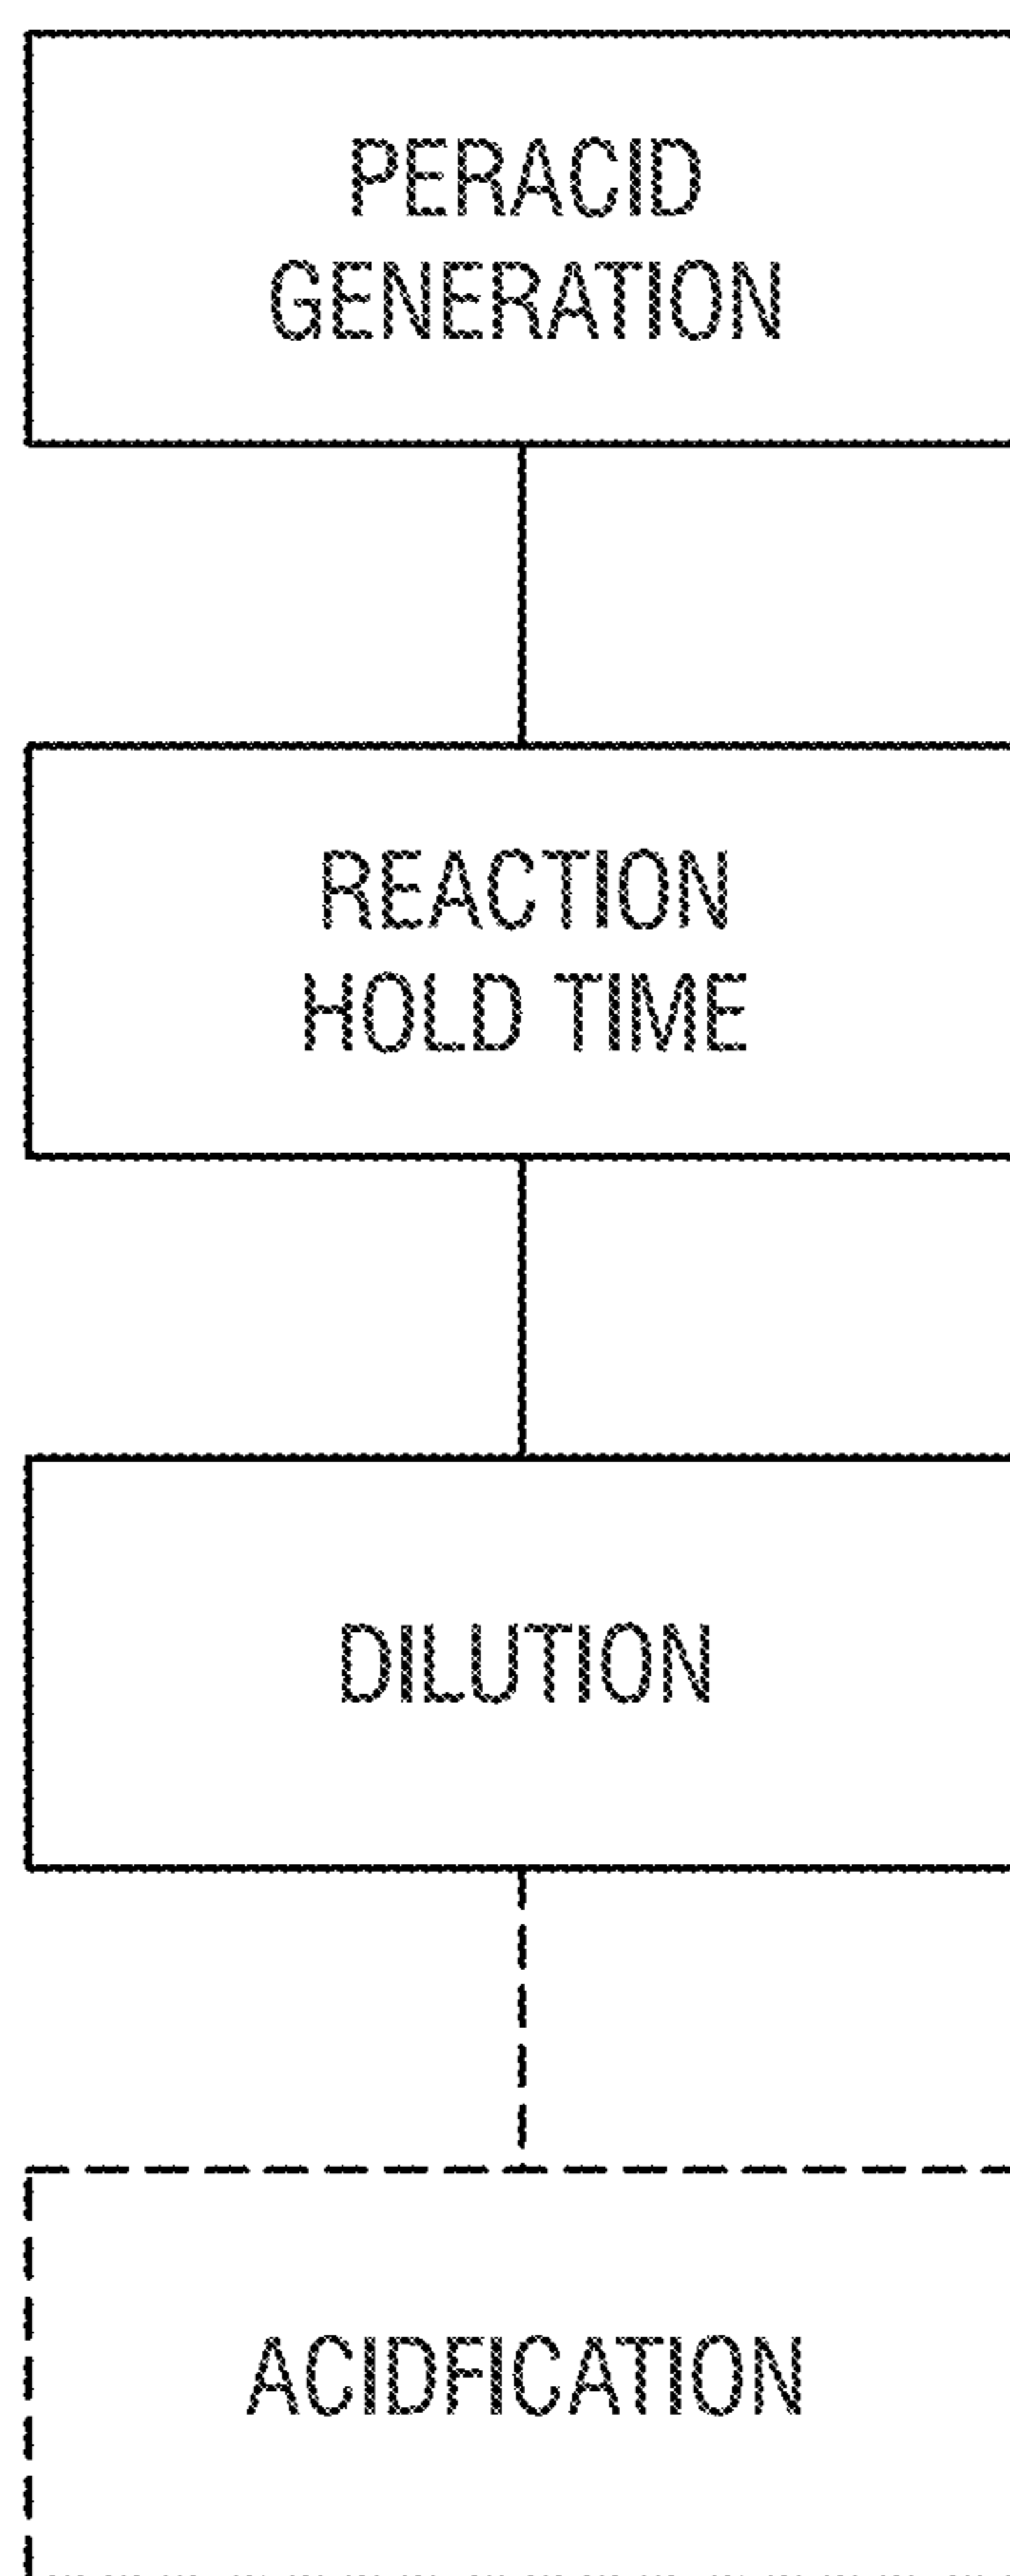 PERACID
GENERATION
REACTION
HOLD TIME
DILUTION
ACIDFICATION